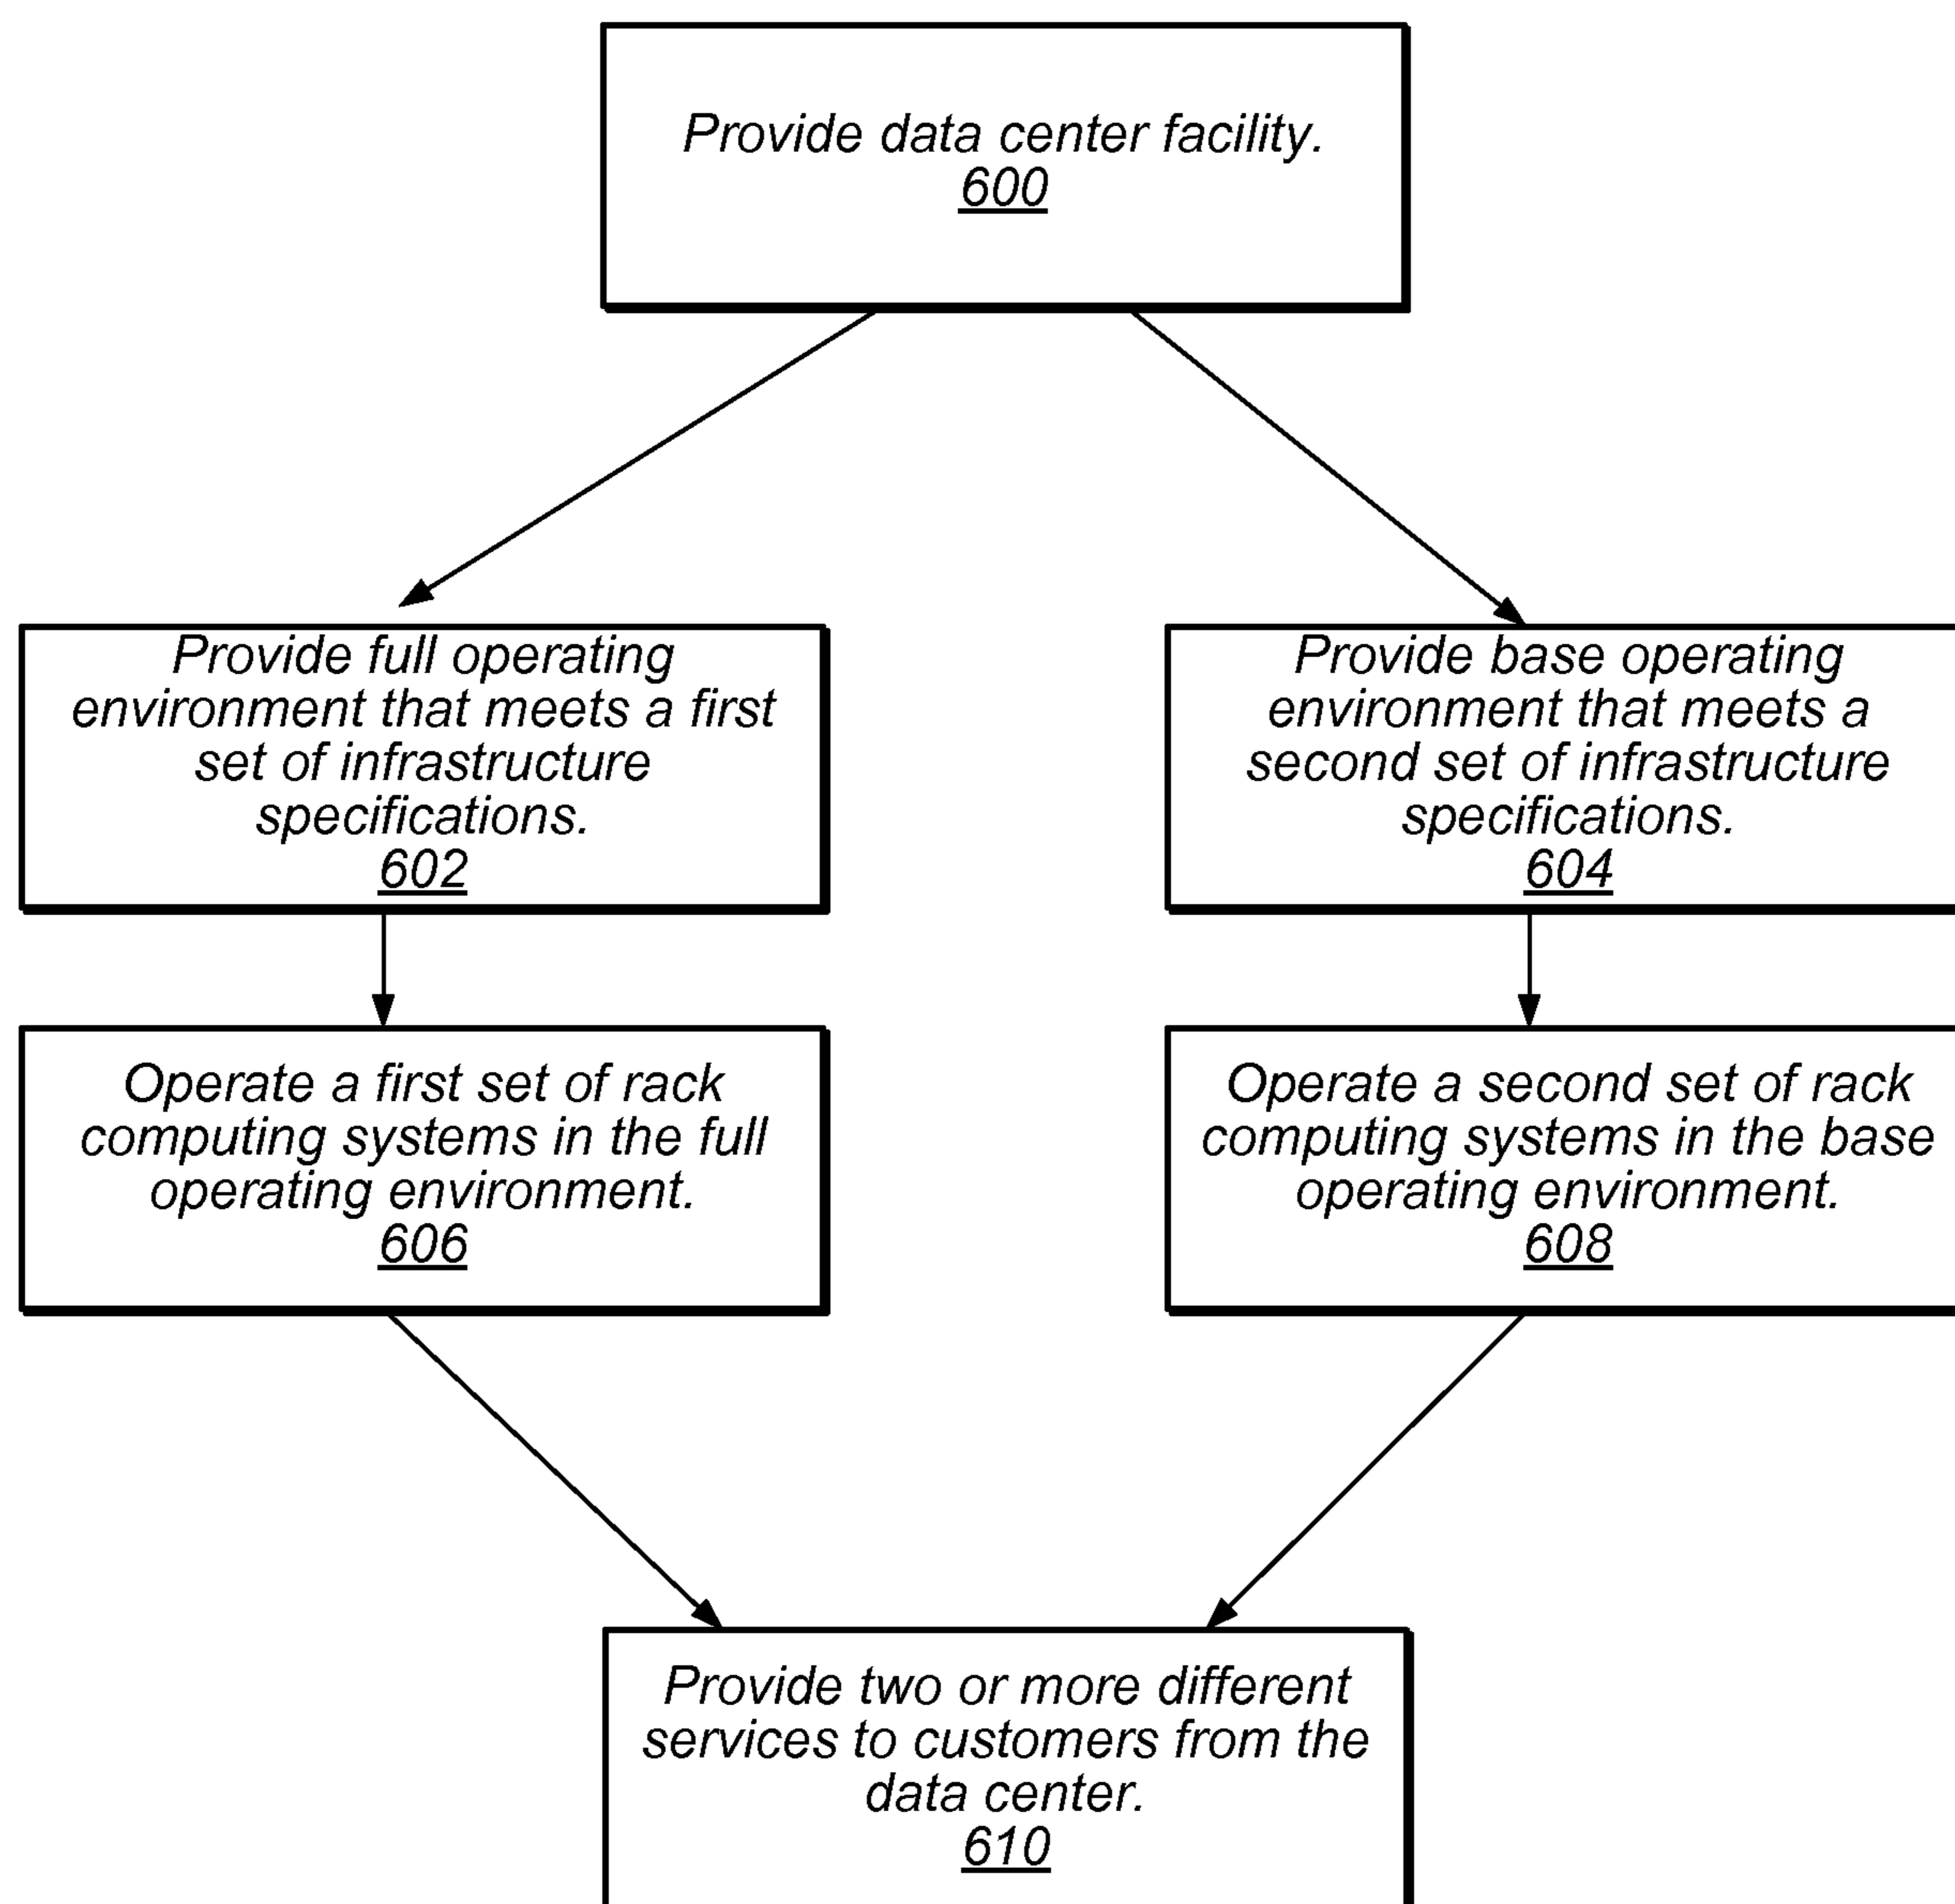 Provide data center facility.
600
Provide full operating
environment that meets a first
set of infrastructure
specifications.
602
Provide base operating
environment that meets a
second set of infrastructure
specifications.
604
Operate a first set of rack
computing systems in the full
operating environment.
606
Operate a second set of rack
computing systems in the base
operating environment.
608
Provide two or more different
services to customers from the
data center.
610